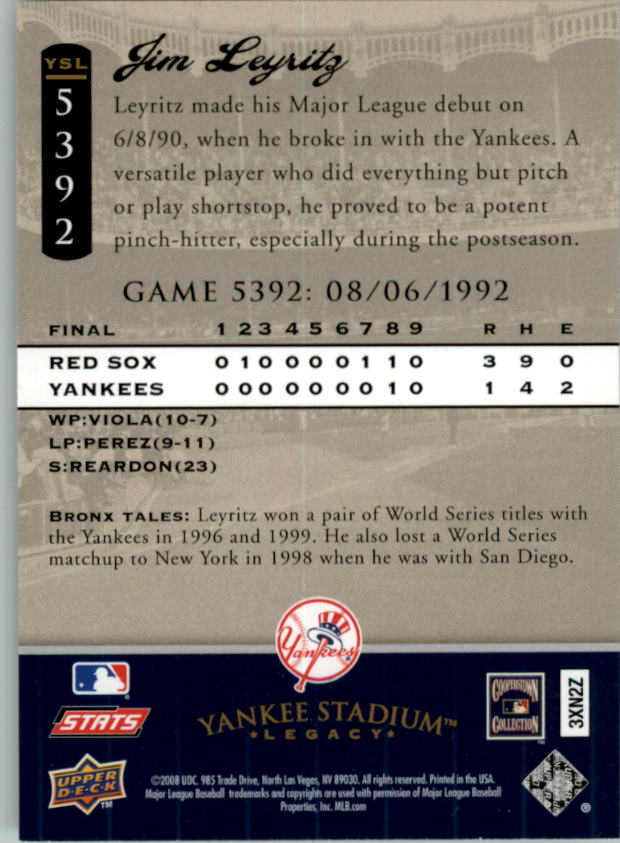 YSL
5
3
9
2
Jim Leyritz
Leyritz made his Major League debut on
6/8/90, when he broke in with the Yankees. A
versatile player who did everything but pitch
or play shortstop, he proved to be a potent
pinch-hitter, especially during the postseason.
GAME 5392: 08/06/1992
FINAL 1 2 3 4 5 6 7 8 9 R H E
RED SOX 0 1 0 0 0 0 1 1 0 3 9 0
YANKEES 0 0 0 0 0 0 0 1 0 1 4 2
WP:VIOLA(10-7)
LP:PEREZ(9-11)
S:REARDON(23)
BRONX TALES: Leyritz won a pair of World Series titles with
the Yankees in 1996 and 1999. He also lost a World Series
matchup to New York in 1998 when he was with San Diego.
Yankees
STATS
YANKEE STADIUM™
★LEGACY★
COOPERSTOWN
COLLECTION
™
3XN2Z
UPPER
D·E·C·K
™
©2008 UDC. 985 Trade Drive, North Las Vegas, NV 89030. All rights reserved. Printed in the USA.
Major League Baseball trademarks and copyrights are used with permission of Major League Baseball
Properties, Inc. MLB.com
®